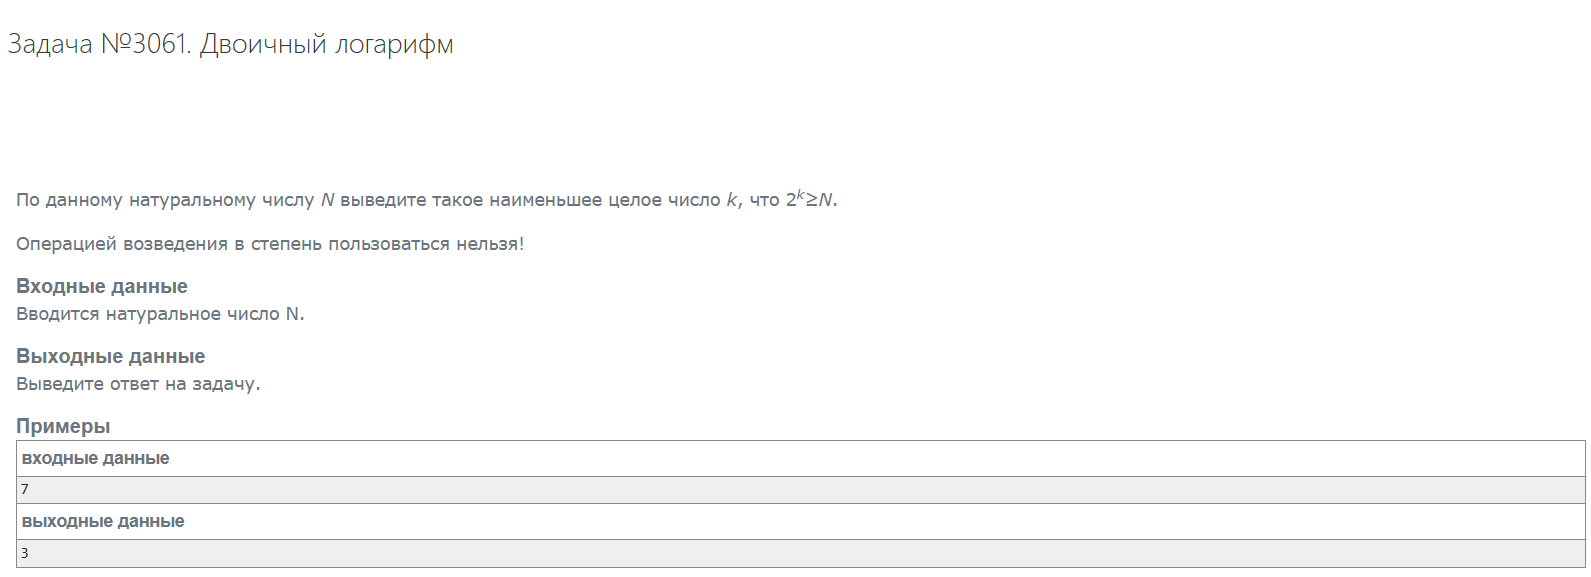 Задача №3061. Двоичный логарифм
По данному натуральному числу N выведите такое наименьшее целое число k, что 2^k≥N.
Операцией возведения в степень пользоваться нельзя!
Входные данные
Вводится натуральное число N.
Выходные данные
Выведите ответ на задачу.
Примеры
входные данные
7
выходные данные
3